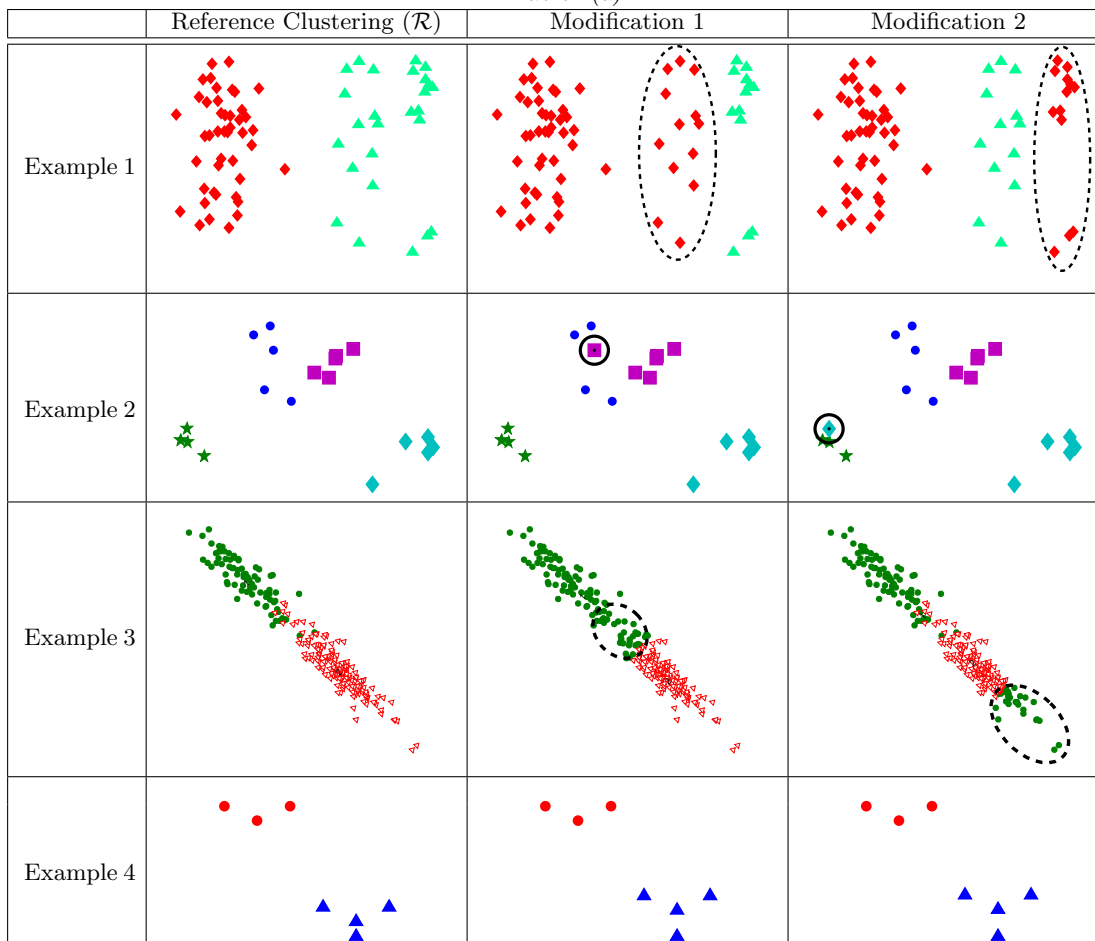 Reference Clustering (R) Modification 1 Modification 2
Example 1
Example 2
Example 3
Example 4